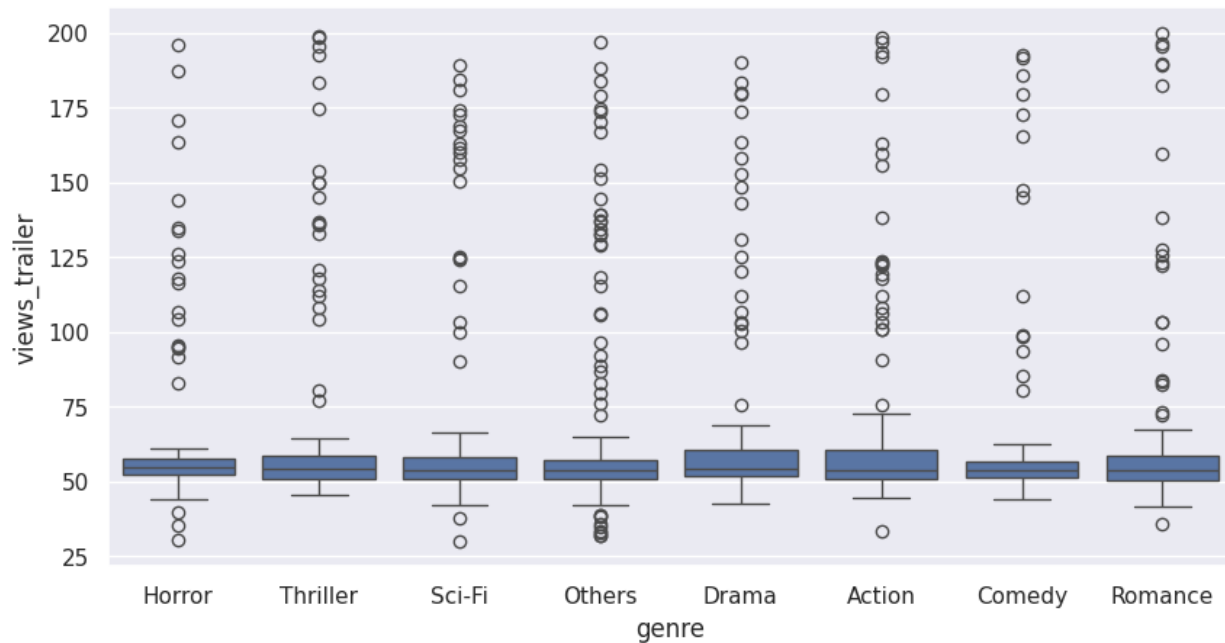 200
175
150
125
100
75
50
25
views_trailer
Horror Thriller Sci-Fi Others Drama Action Comedy Romance
genre